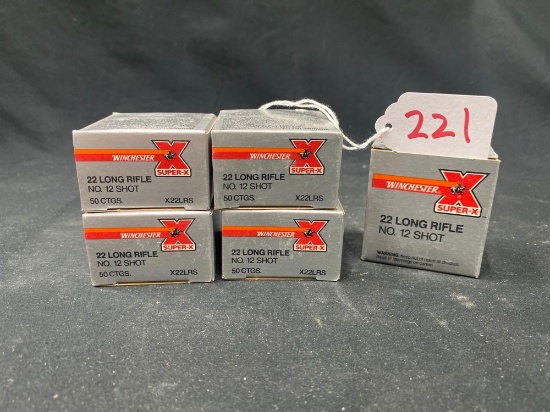 WINCHESTER X
SUPER-X
22 LONG RIFLE
NO. 12 SHOT
50 CTGS. X22LRS
WINCHESTER X
SUPER-X
22 LONG RIFLE
NO. 12 SHOT
50 CTGS. X22LRS
WINCHESTER X
SUPER-X
22 LONG RIFLE
NO. 12 SHOT
50 CTGS. X22LRS
WINCHESTER X
SUPER-X
22 LONG RIFLE
NO. 12 SHOT
50 CTGS. X22LRS
221
WINCHESTER X
SUPER-X
22 LONG RIFLE
NO. 12 SHOT
WARNING: